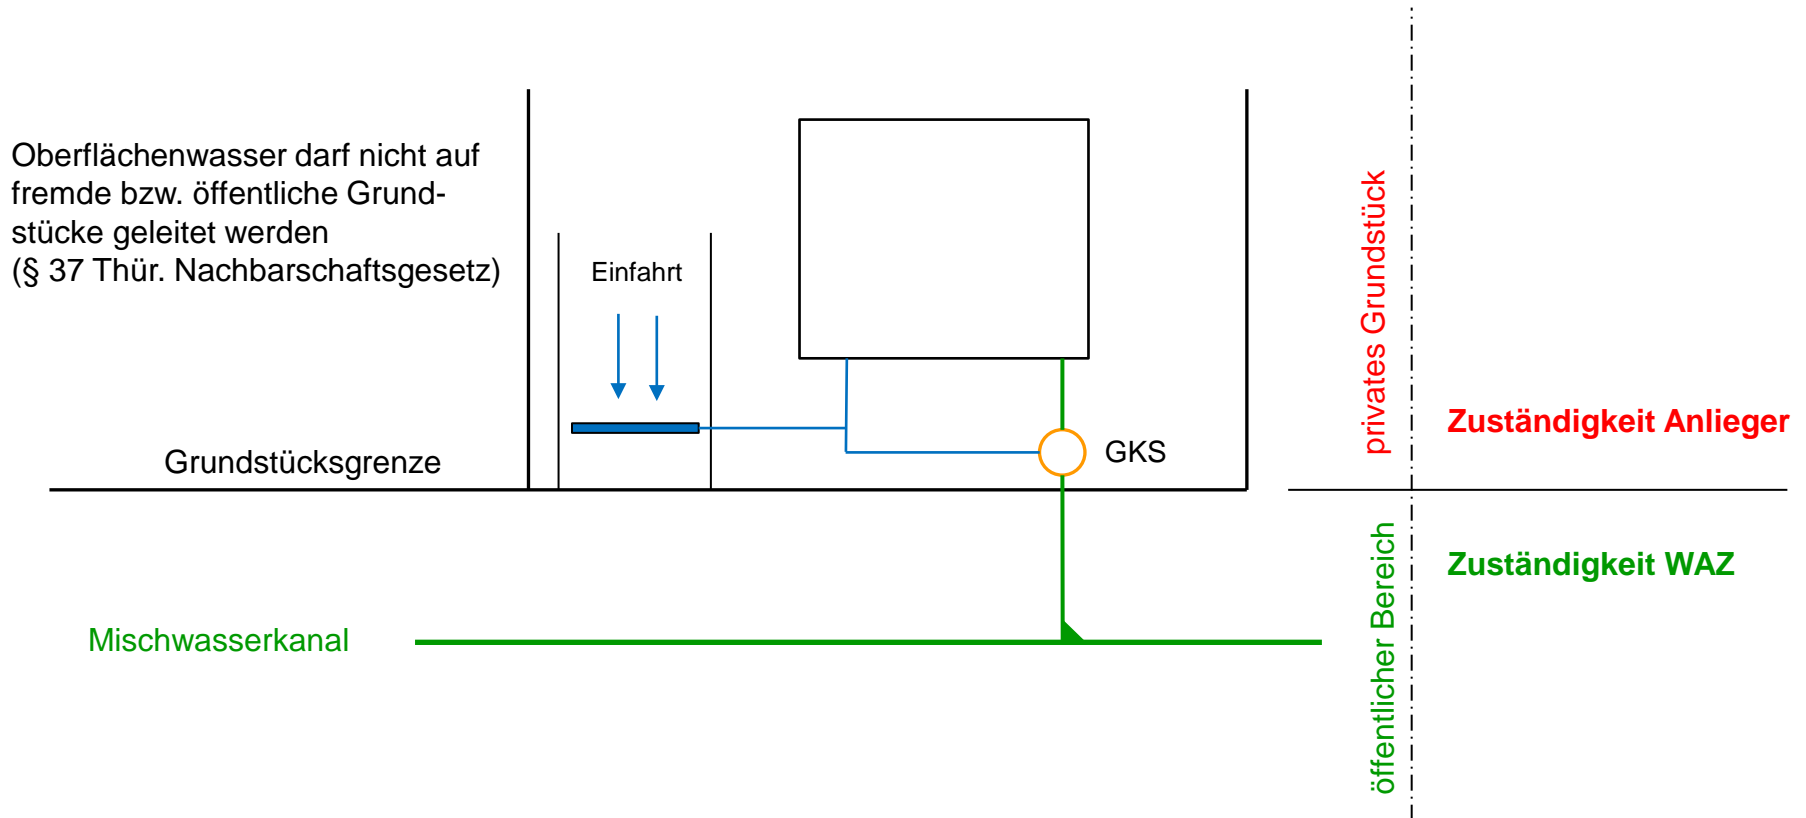 Oberflächenwasser darf nicht auf
fremde bzw. öffentliche Grund-
stücke geleitet werden
(§ 37 Thür. Nachbarschaftsgesetz)
Einfahrt
Grundstücksgrenze
GKS
Mischwasserkanal
privates Grundstück
öffentlicher Bereich
Zuständigkeit Anlieger
Zuständigkeit WAZ